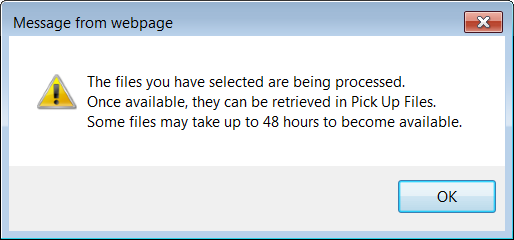 Message from webpage
The files you have selected are being processed.
Once available, they can be retrieved in Pick Up Files.
Some files may take up to 48 hours to become available.
OK